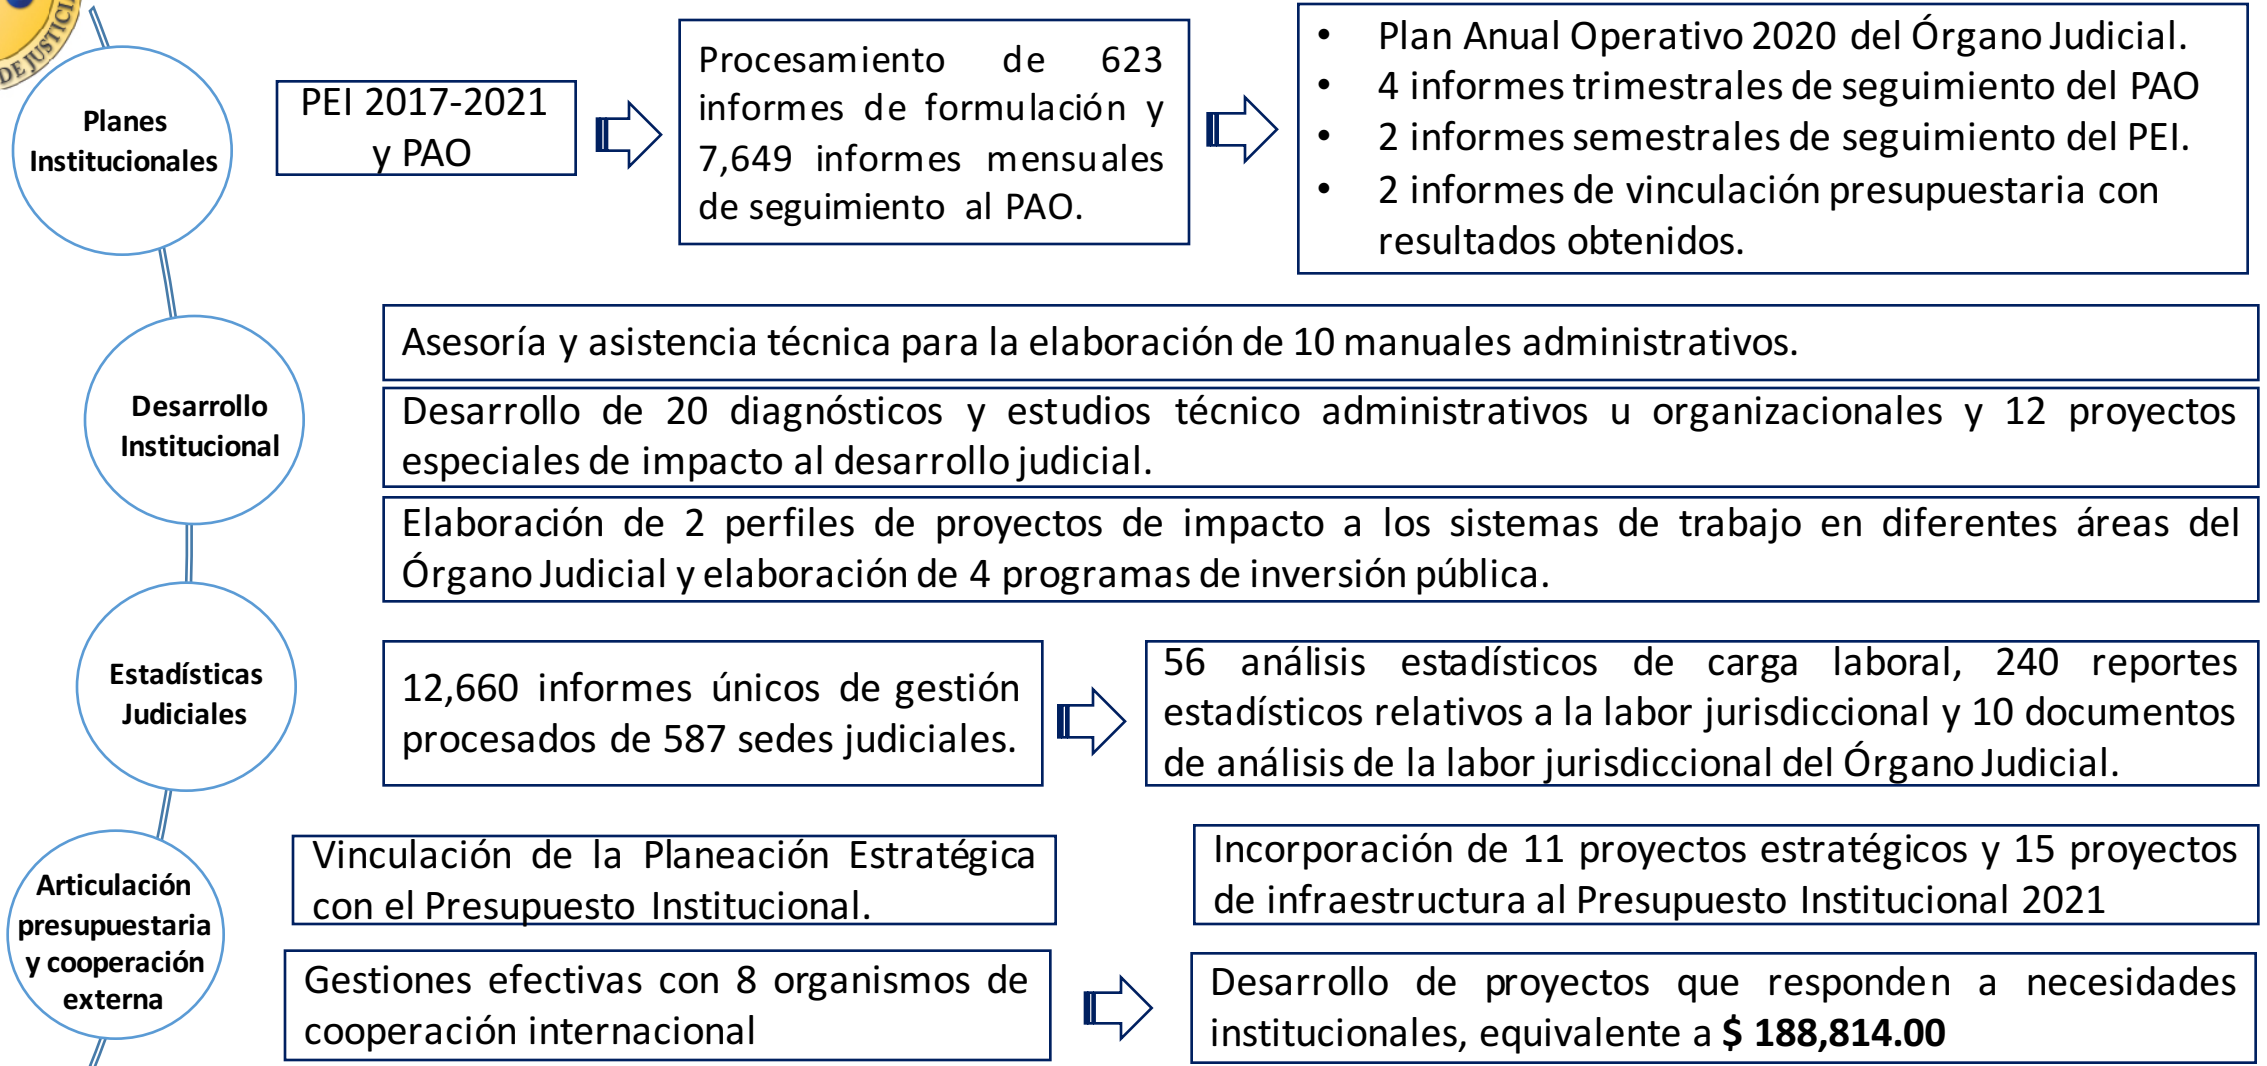 DE JUSTICIA
Planes
Institucionales
PEI 2017-2021
y PAO
Procesamiento de 623
informes de formulación y
7,649 informes mensuales
de seguimiento al PAO.
• Plan Anual Operativo 2020 del Órgano Judicial.
• 4 informes trimestrales de seguimiento del PAO
• 2 informes semestrales de seguimiento del PEI.
• 2 informes de vinculación presupuestaria con
resultados obtenidos.
Desarrollo
Institucional
Asesoría y asistencia técnica para la elaboración de 10 manuales administrativos.
Desarrollo de 20 diagnósticos y estudios técnico administrativos u organizacionales y 12 proyectos
especiales de impacto al desarrollo judicial.
Elaboración de 2 perfiles de proyectos de impacto a los sistemas de trabajo en diferentes áreas del
Órgano Judicial y elaboración de 4 programas de inversión pública.
Estadísticas
Judiciales
12,660 informes únicos de gestión
procesados de 587 sedes judiciales.
56 análisis estadísticos de carga laboral, 240 reportes
estadísticos relativos a la labor jurisdiccional y 10 documentos
de análisis de la labor jurisdiccional del Órgano Judicial.
Articulación
presupuestaria
y cooperación
externa
Vinculación de la Planeación Estratégica
con el Presupuesto Institucional.
Incorporación de 11 proyectos estratégicos y 15 proyectos
de infraestructura al Presupuesto Institucional 2021
Gestiones efectivas con 8 organismos de
cooperación internacional
Desarrollo de proyectos que responden a necesidades
institucionales, equivalente a $ 188,814.00